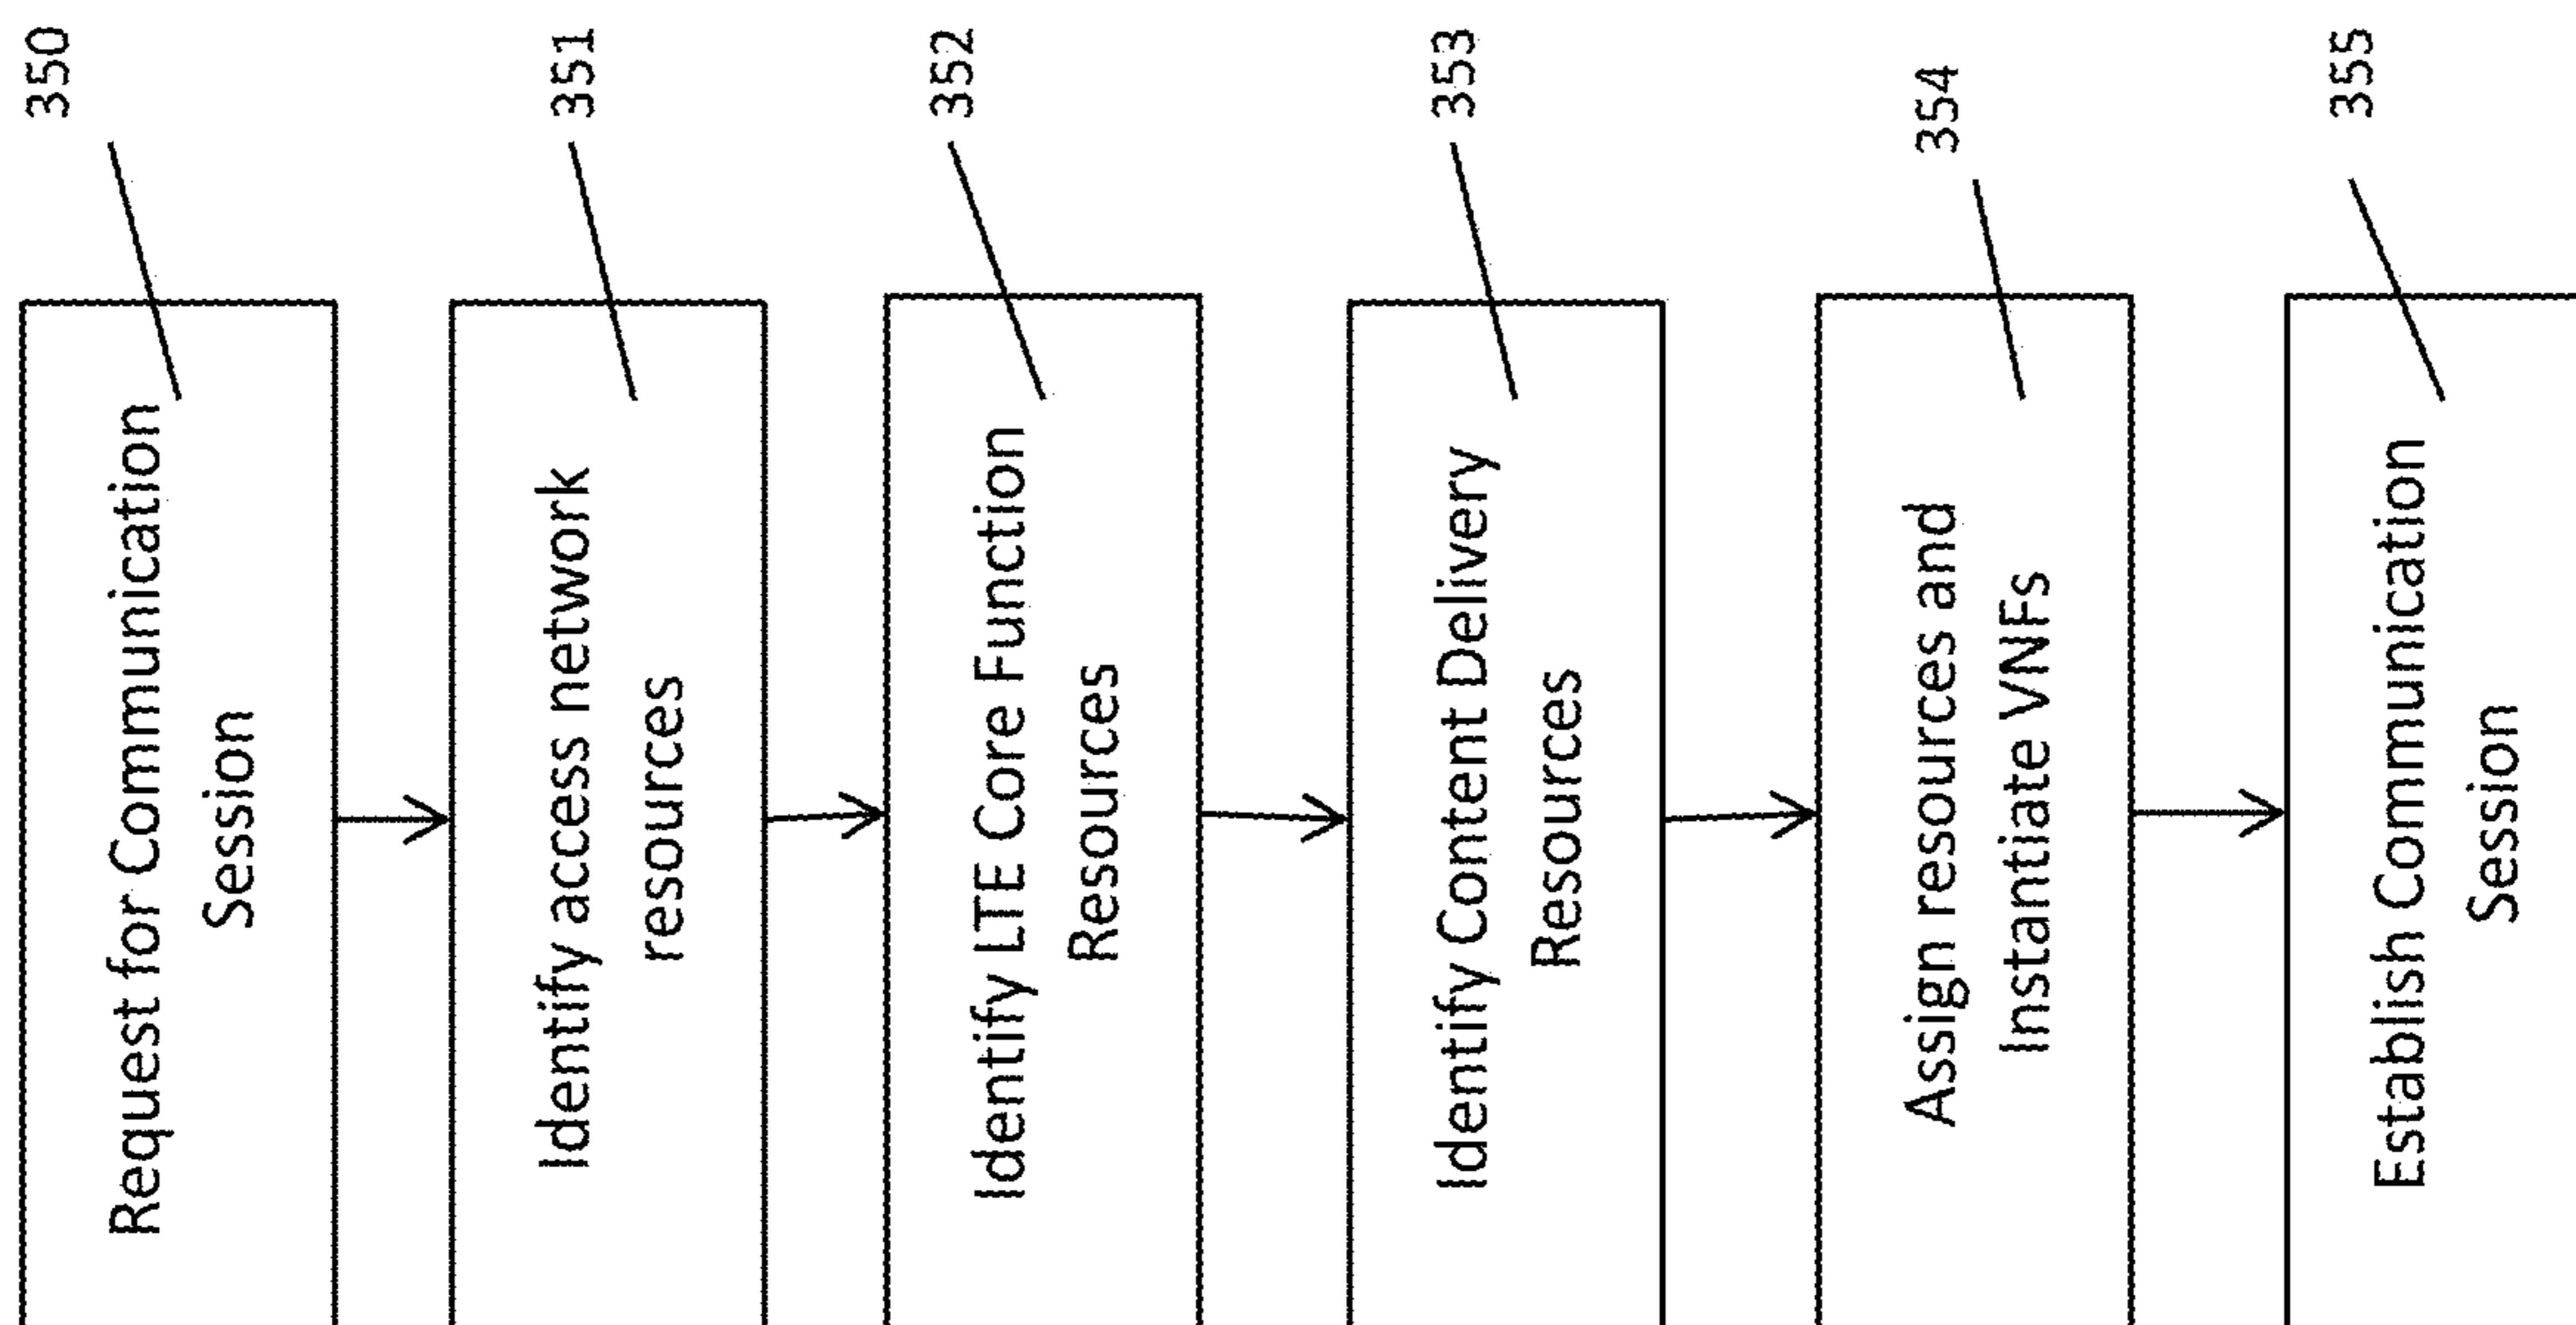 350
Request for Communication
Session
351
Identify access network
resources
352
Identify LTE Core Function
Resources
353
Identify Content Delivery
Resources
354
Assign resources and
Instantiate VNFs
355
Establish Communication
Session